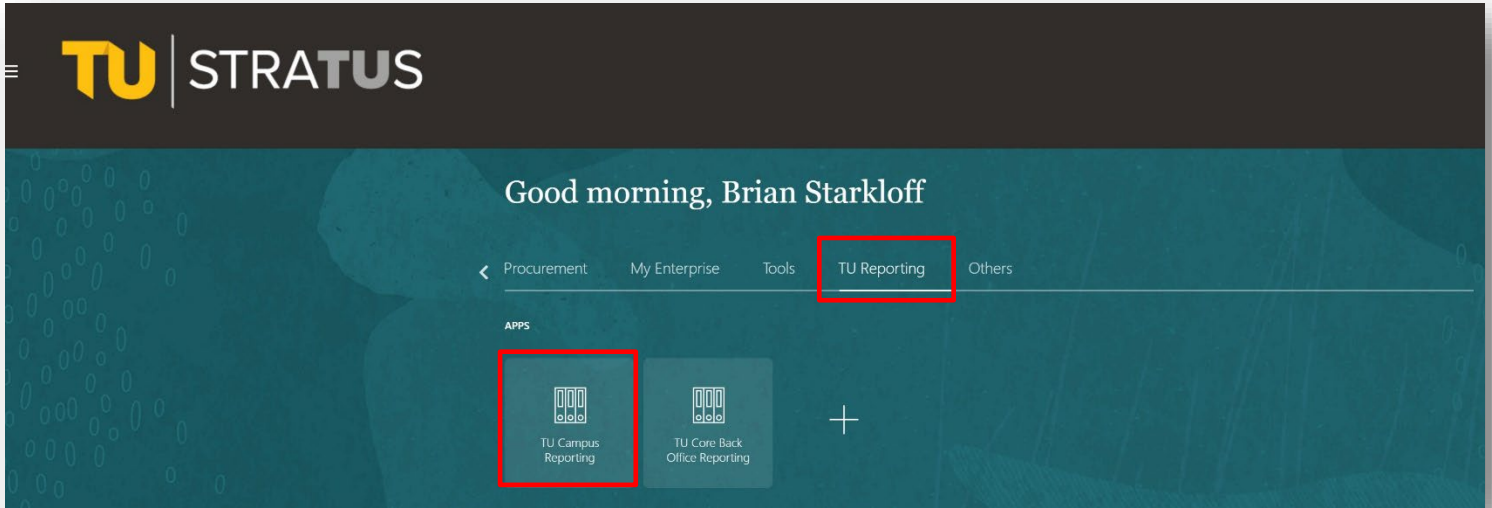 TU STRATUS
Good morning, Brian Starkloff
Procurement My Enterprise Tools TU Reporting Others
APPS
TU Campus
Reporting
TU Core Back
Office Reporting